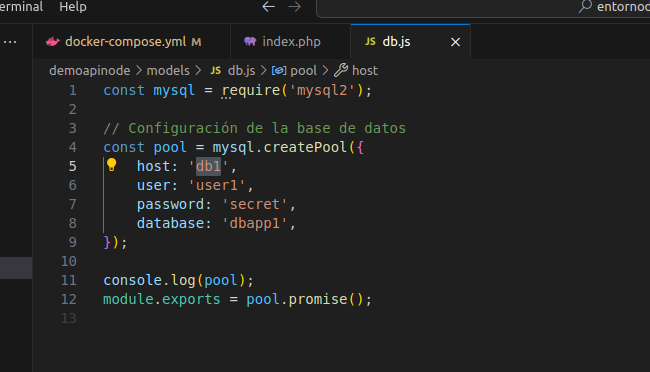 erminal Help ← → entornoc
... docker-compose.yml M index.php JS db.js ×
demoapinode > models > JS db.js > pool > host
1 const mysql = require('mysql2');
2
3 // Configuración de la base de datos
4 const pool = mysql.createPool({
5 host: 'db1',
6 user: 'user1',
7 password: 'secret',
8 database: 'dbapp1',
9 });
10
11 console.log(pool);
12 module.exports = pool.promise();
13